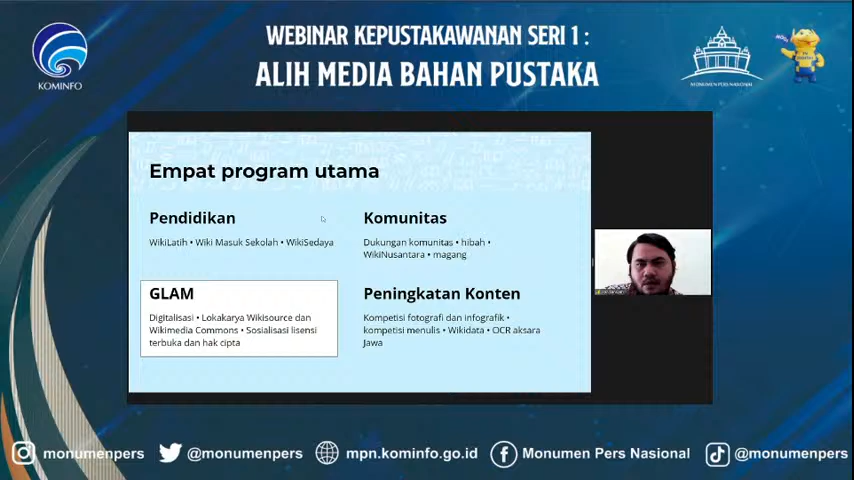 WEBINAR KEPUSTAKAWANAN SERI 1 :
ALIH MEDIA BAHAN PUSTAKA
KOMINFO
MONUMEN PERS NASIONAL
Empat program utama
Pendidikan
WikiLatih • Wiki Masuk Sekolah • WikiSedaya
Komunitas
Dukungan komunitas • hibah •
WikiNusantara • magang
GLAM
Digitalisasi • Lokakarya Wikisource dan
Wikimedia Commons • Sosialisasi lisensi
terbuka dan hak cipta
Peningkatan Konten
Kompetisi fotografi dan infografik •
kompetisi menulis • Wikidata • OCR aksara
Jawa
monumenpers
@monumenpers
mpn.kominfo.go.id
Monumen Pers Nasional
@monumenpers